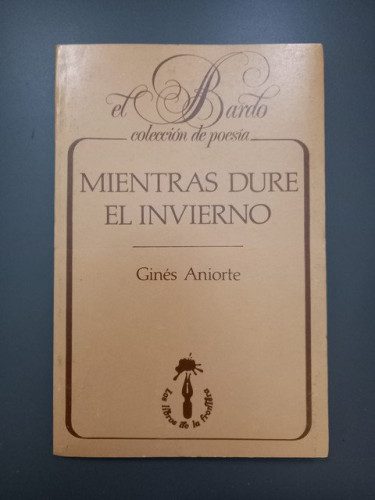 el Bardo
colección de poesía
MIENTRAS DURE
EL INVIERNO
Ginés Aniorte
Los libros de la frontera